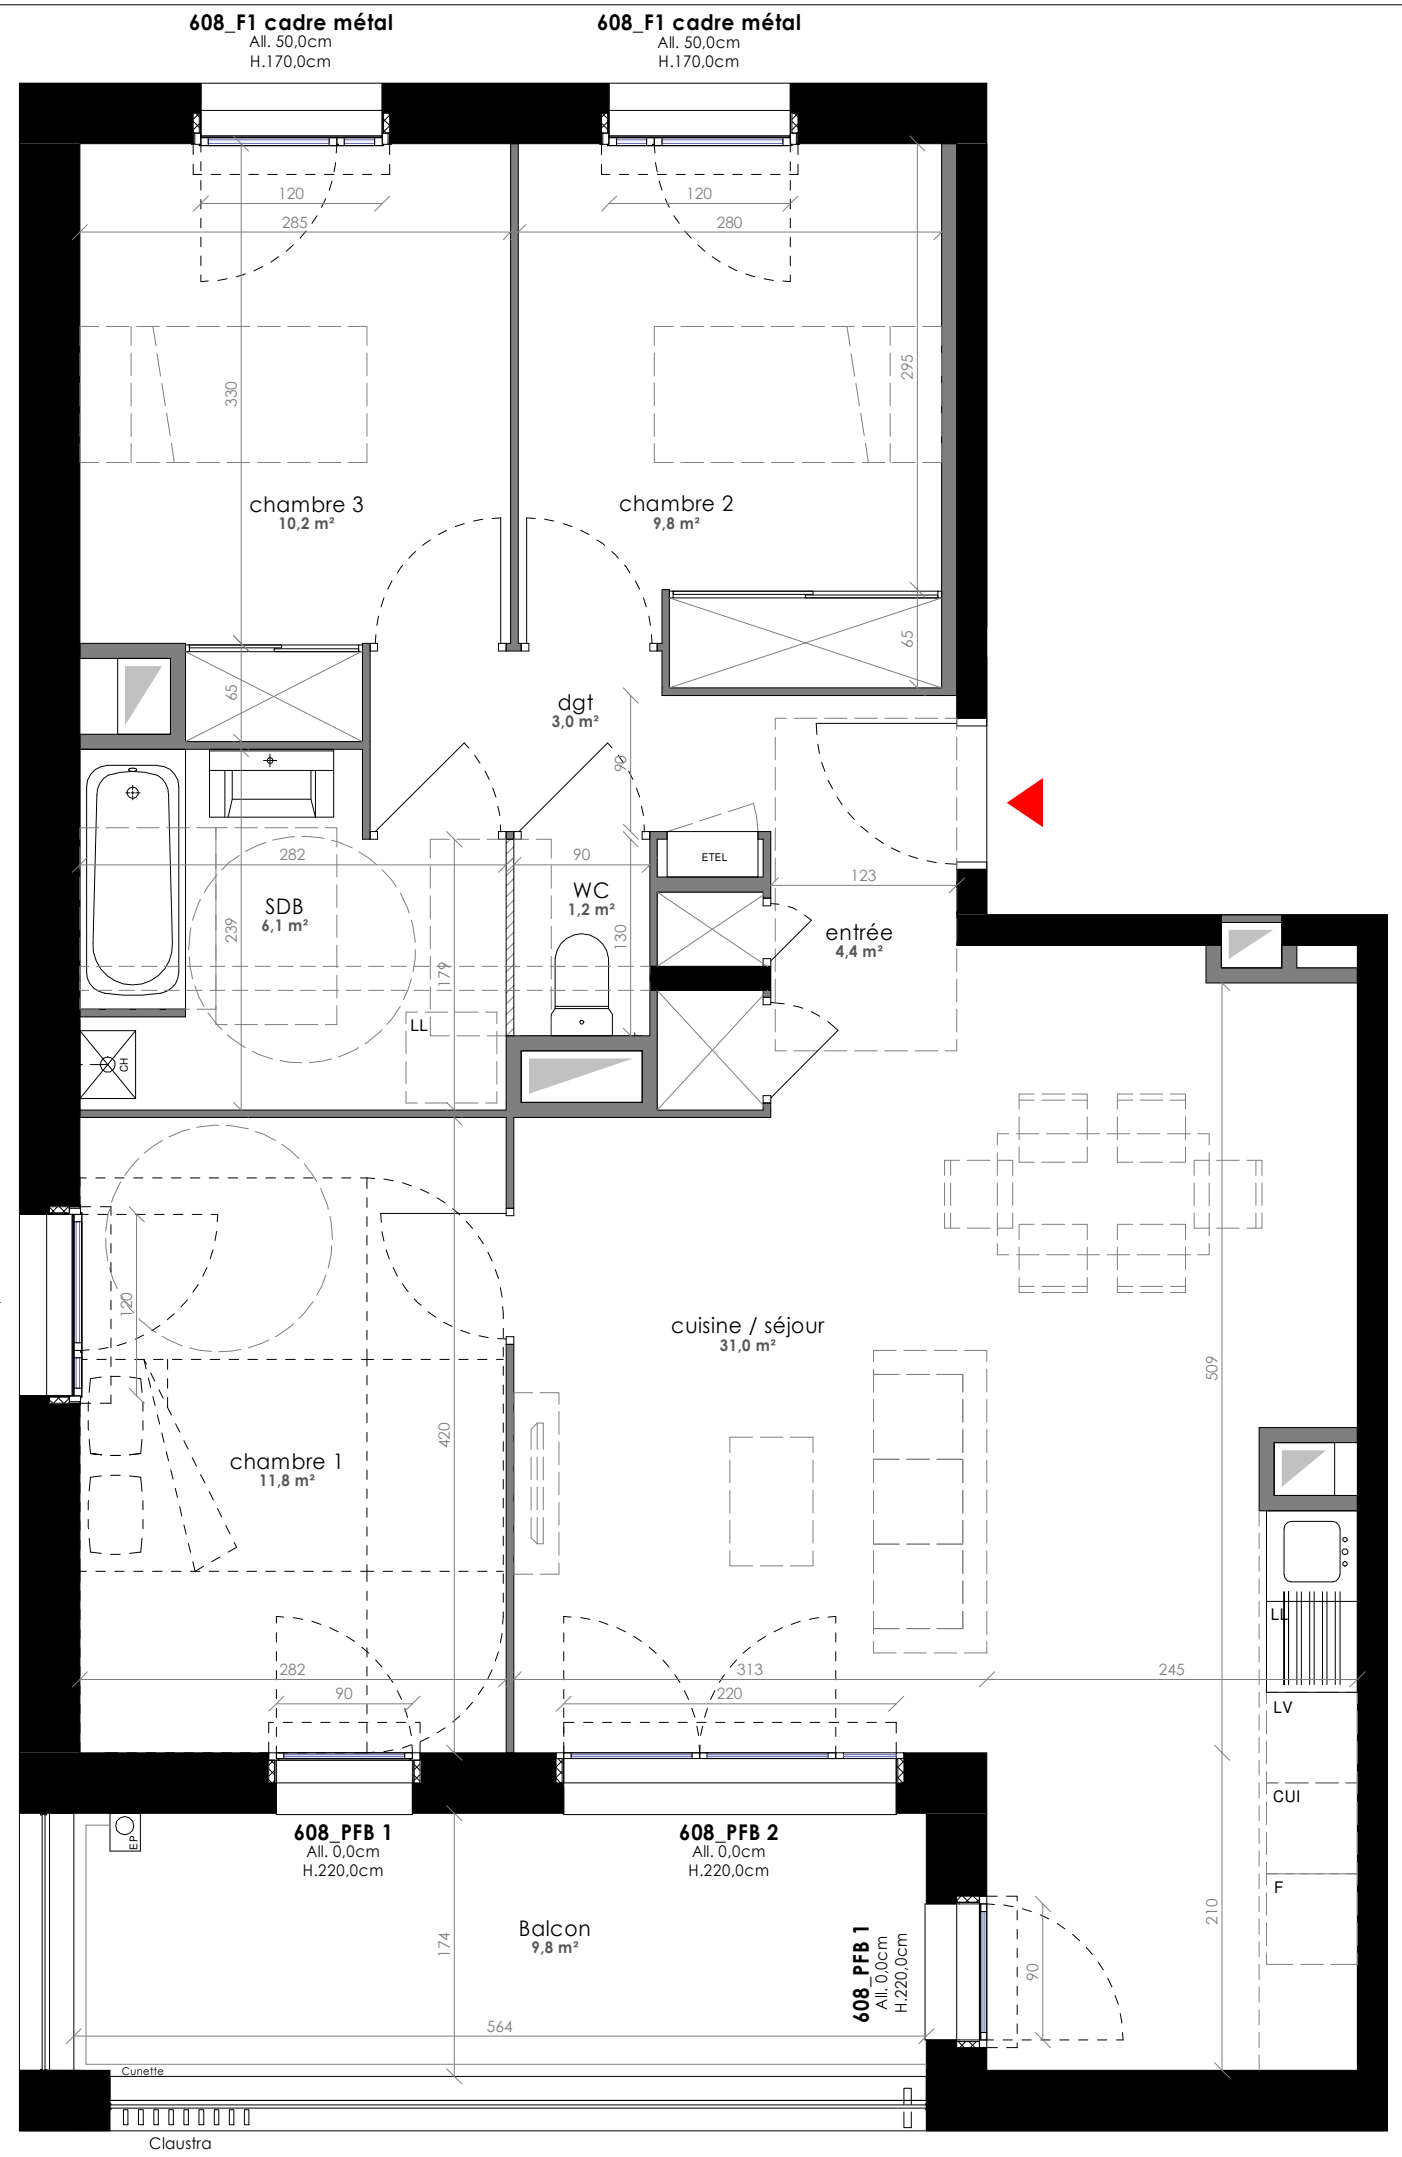 608_F1 cadre métal
All. 50,0cm
H.170,0cm
608_F1 cadre métal
All. 50,0cm
H.170,0cm
120
120
285
280
330
295
chambre 3
10,2 m²
chambre 2
9,8 m²
65
65
dgt
3,0 m²
90
ETEL
282
90
123
SDB
6,1 m²
WC
1,2 m²
entrée
4,4 m²
239
179
130
LL
CH
120
cuisine / séjour
31,0 m²
509
420
chambre 1
11,8 m²
LL
282
313
245
90
220
LV
CUI
F
EP
608_PFB 1
All. 0,0cm
H.220,0cm
608_PFB 2
All. 0,0cm
H.220,0cm
608_PFB 1
All. 0,0cm
H.220,0cm
210
90
174
Balcon
9,8 m²
564
Cunette
Claustra